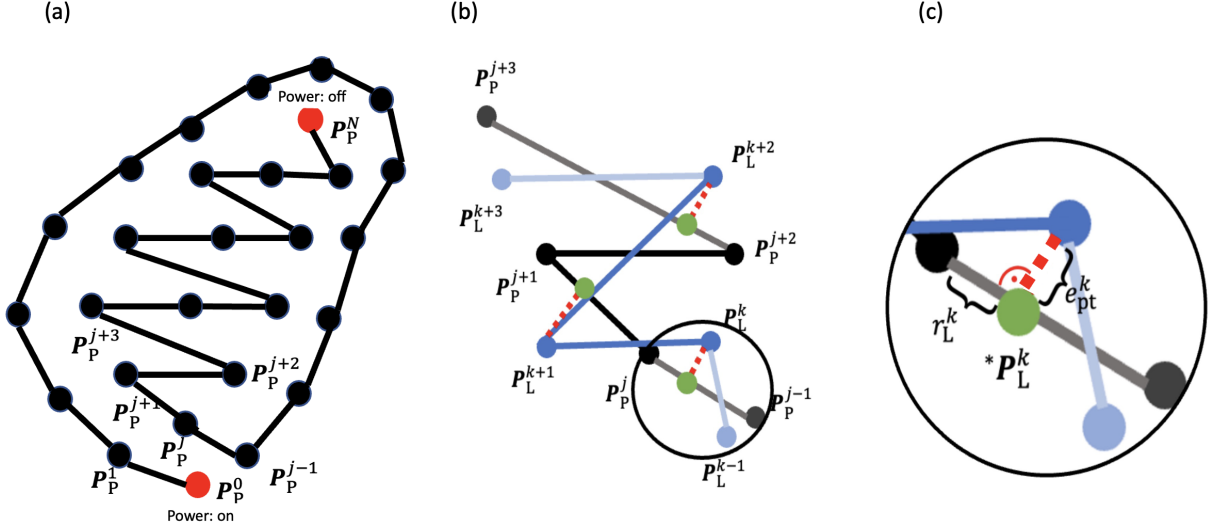 (a)
Power: off
P_P^N
P_P^{j+3}
P_P^{j+2}
P_P^{j+1}
P_P^j
P_P^{j-1}
P_P^1
P_P^0
Power: on
(b)
P_P^{j+3}
P_L^{k+2}
P_L^{k+3}
P_P^{j+2}
P_P^{j+1}
P_L^k
P_L^{k+1}
P_P^j
P_P^{j-1}
P_L^{k-1}
(c)
e_pt^k
r_L^k
*P_L^k